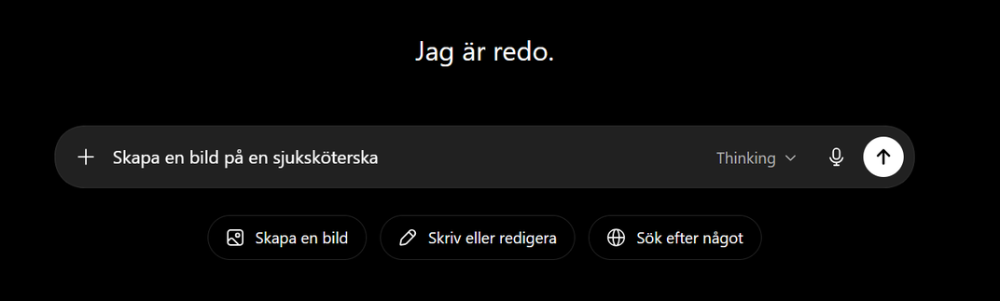 Jag är redo.
Skapa en bild på en sjuksköterska
Thinking
Skapa en bild
Skriv eller redigera
Sök efter något